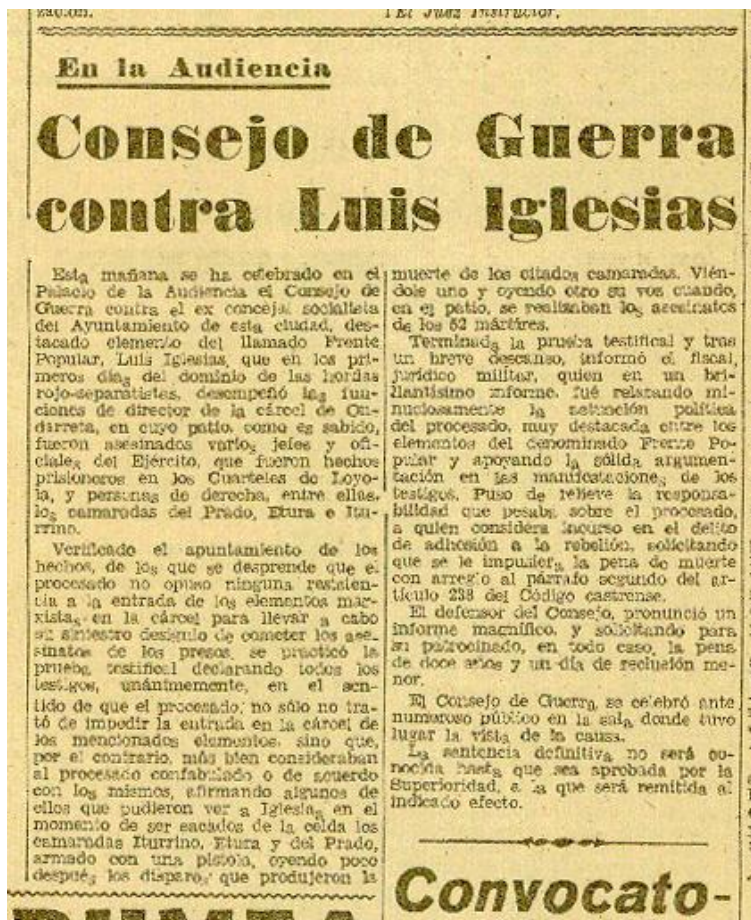 zación.
El Juez Instructor.
En la Audiencia
Consejo de Guerra
contra Luis Iglesias
Esta mañana se ha celebrado en el
Palacio de la Audiencia el Consejo de
Guerra contra el ex concejal socialista
del Ayuntamiento de esta ciudad, des-
tacado elemento del llamado Frente
Popular, Luis Iglesias, que en los pri-
meros días del dominio de las hordas
rojo-separatistas, desempeñó las fun-
ciones de director de la cárcel de On-
darreta, en cuyo patio, como es sabido,
fueron asesinados varios jefes y ofi-
ciales del Ejército, que fueron hechos
prisioneros en los Cuarteles de Loyo-
la, y personas de derecha, entre ellas,
los camaradas del Prado, Etura e Itu-
rrino.
Verificado el apuntamiento de los
hechos, de los que se desprende que el
procesado no opuso ninguna resisten-
cia a la entrada de los elementos mar-
xistas en la cárcel para llevar a cabo
su siniestro designio de cometer los ase-
sinatos de los presos, se practicó la
prueba testifical declarando todos los
testigos, unánimemente, en el sen-
tido de que el procesado, no sólo no tra-
tó de impedir la entrada en la cárcel de
los mencionados elementos, sino que,
por el contrario, más bien consideraban
al procesado confabulado o de acuerdo
con los mismos, afirmando algunos de
ellos que pudieron ver a Iglesias en el
momento de ser sacados de la celda los
camaradas Iturrino, Etura y del Prado,
armado con una pistola, oyendo poco
después los disparos que produjeron la
muerte de los citados camaradas. Vién-
dole uno y oyendo otro su vos cuando,
en el patio, se realizaban los asesinatos
de los 52 mártires.
Terminada la prueba testifical y tras
un breve descanso, informó el fiscal,
jurídico militar, quien en un bri-
llantísimo informe, fué relatando mi-
nuciosamente la actuación política
del procesado, muy destacada entre los
elementos del denominado Frente Po-
pular y apoyando la sólida argumen-
tación en las manifestaciones de los
testigos. Puso de relieve la responsa-
bilidad que pesaba sobre el procesado,
a quien considera incurso en el delito
de adhesión a la rebelión, solicitando
que se le impusiera la pena de muerte
con arreglo al párrafo segundo del ar-
tículo 238 del Código castrense.
El defensor del Consejo, pronunció un
informe magnífico, y solicitando para
su patrocinado, en todo caso, la pena
de doce años y un día de reclusión me-
nor.
El Consejo de Guerra, se celebró ante
numeroso público en la sala donde tuvo
lugar la vista de la causa.
La sentencia definitiva no será co-
nocida hasta que sea aprobada por la
Superioridad, a la que será remitida al
indicado efecto.
Convocato-